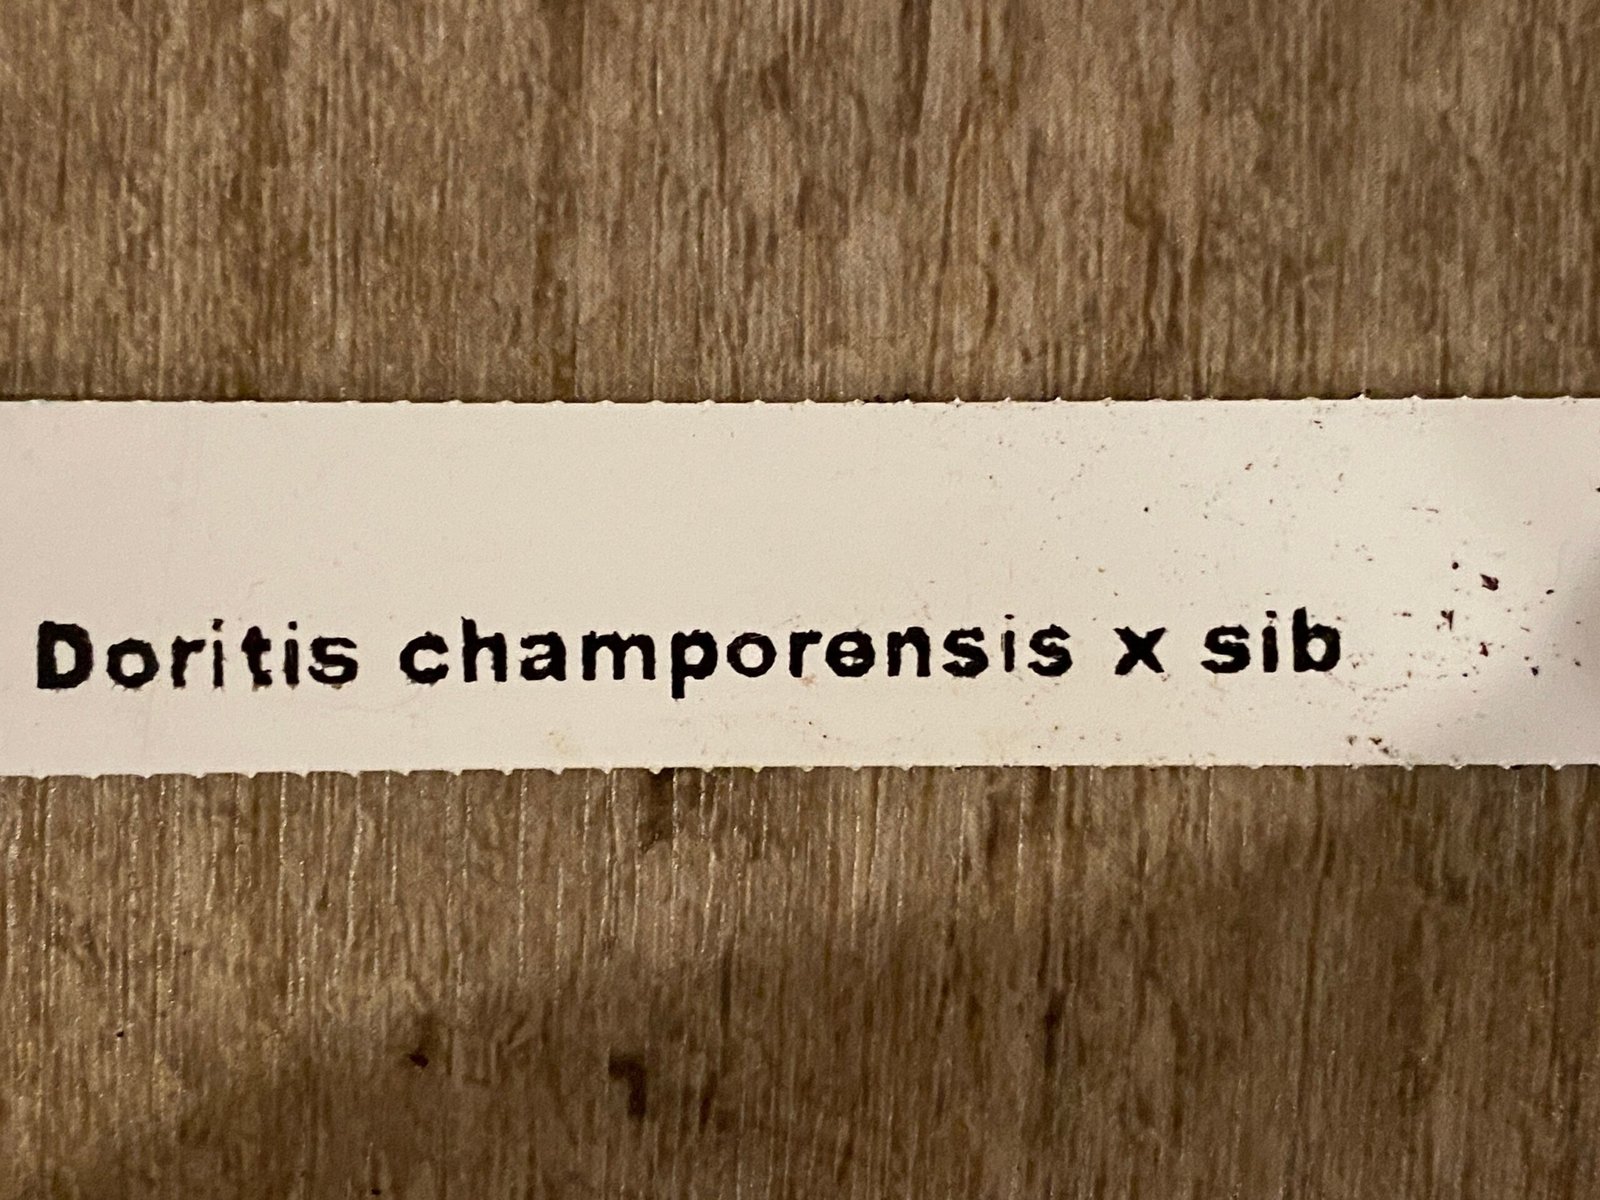 Doritis champorensis x sib